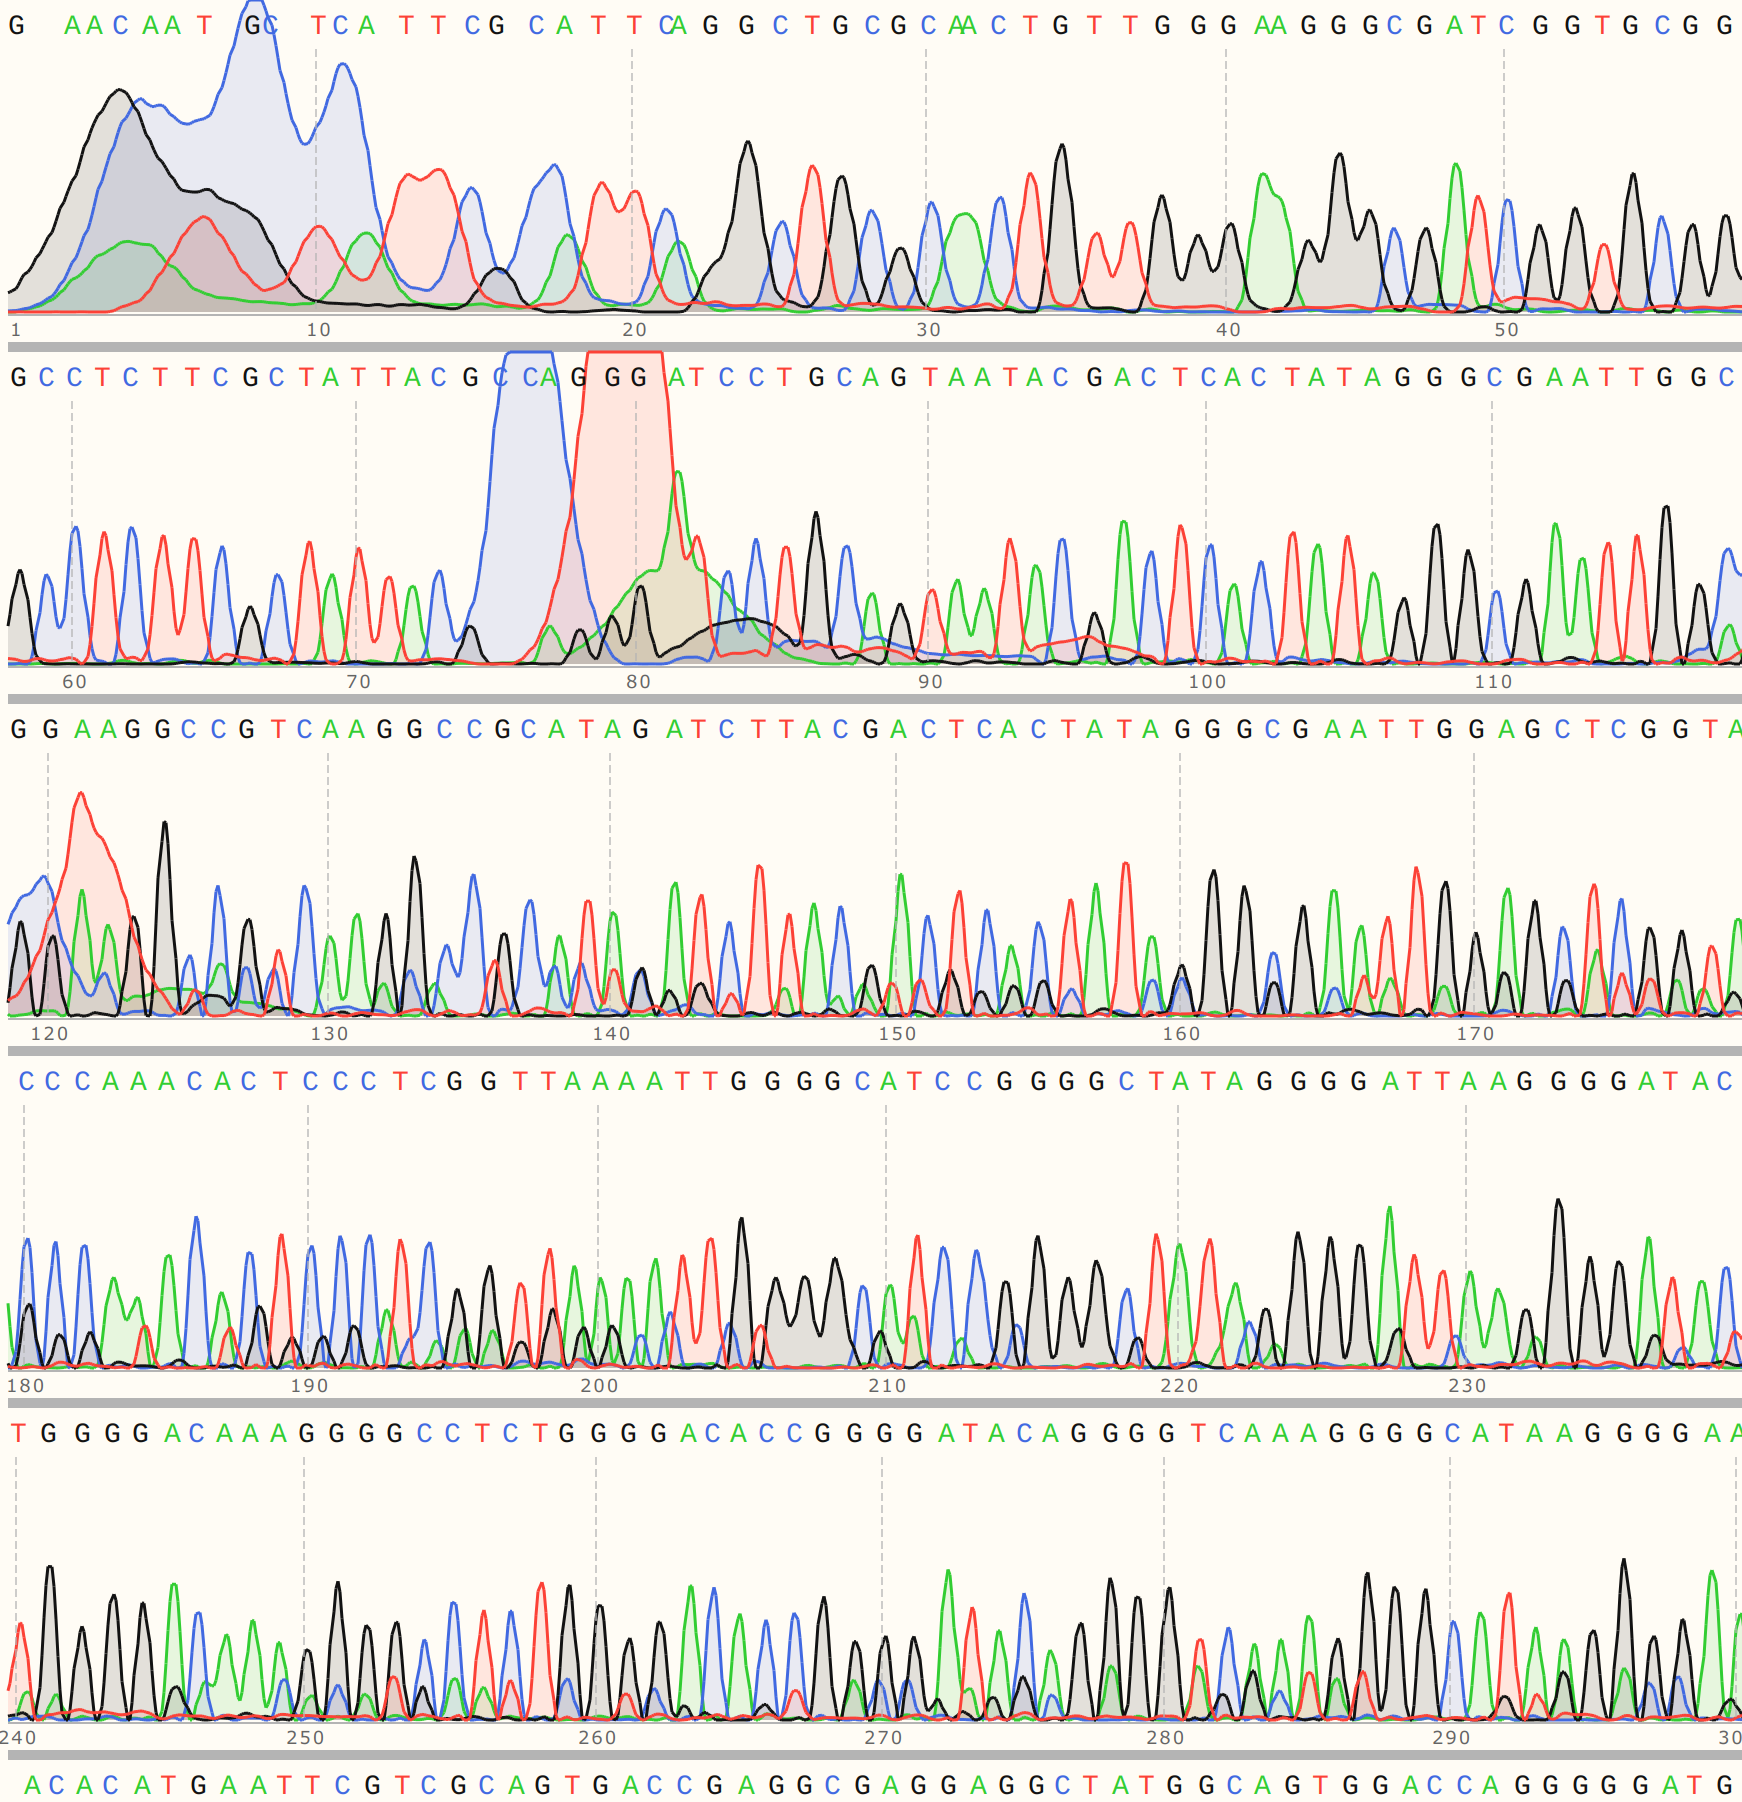 G AACAAT GC TCA TTCG CATTCAGGCTGCGCAACTGTTGGGAAGGGCGATCGGTGCGG
1 10 20 30 40 50
GCCTCTTCGCTATTACGCCAGGGATCCTGCAGTAATACGACTCACTATAGGGCGAATTGGC
60 70 80 90 100 110
GGAAGGCCGTCAAGGCCGCATAGATCTTACGACTCACTATAGGGCGAATTGGAGCTCGGTA
120 130 140 150 160 170
CCCAAACACTCCCTCGGTTAAAATTGGGGCATCCGGGGCTATAGGGGATTAAGGGGATAC
180 190 200 210 220 230
TGGGGACAAAGGGGCCTCTGGGGACACCGGGGATACAGGGGTCAAAGGGGCATAAGGGGAA
240 250 260 270 280 290 30
ACACATGAATTCGTCGCAGTGACCGAGGCGAGGAGGCTATGGCAGTGGACCAGGGGGATG